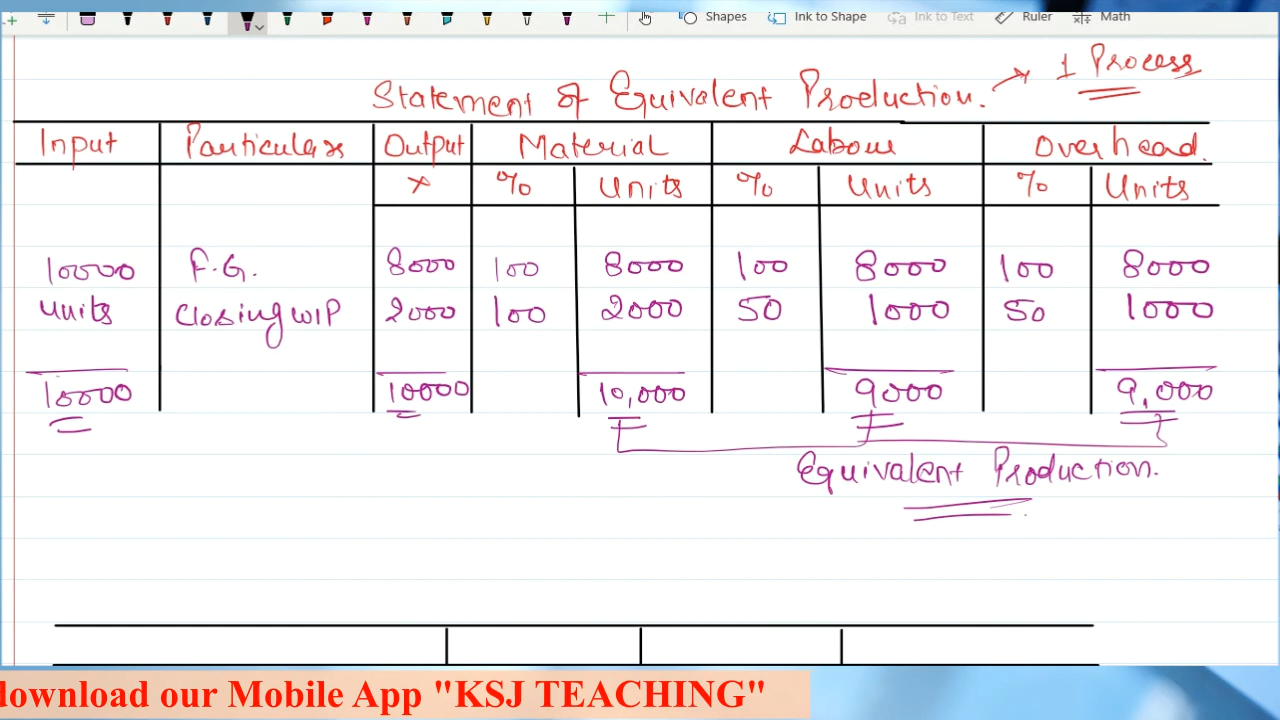 Shapes Ink to Shape Ink to Text Ruler Math
Statement of Equivalent Production. → 1 Process
Input Particulars Output Material Labour Overhead.
x % Units % Units % Units
10000 F.G. 8000 100 8000 100 8000 100 8000
Units Closing WIP 2000 100 2000 50 1000 50 1000
10000 10000 10,000 9000 9,000
Equivalent Production.
download our Mobile App "KSJ TEACHING"